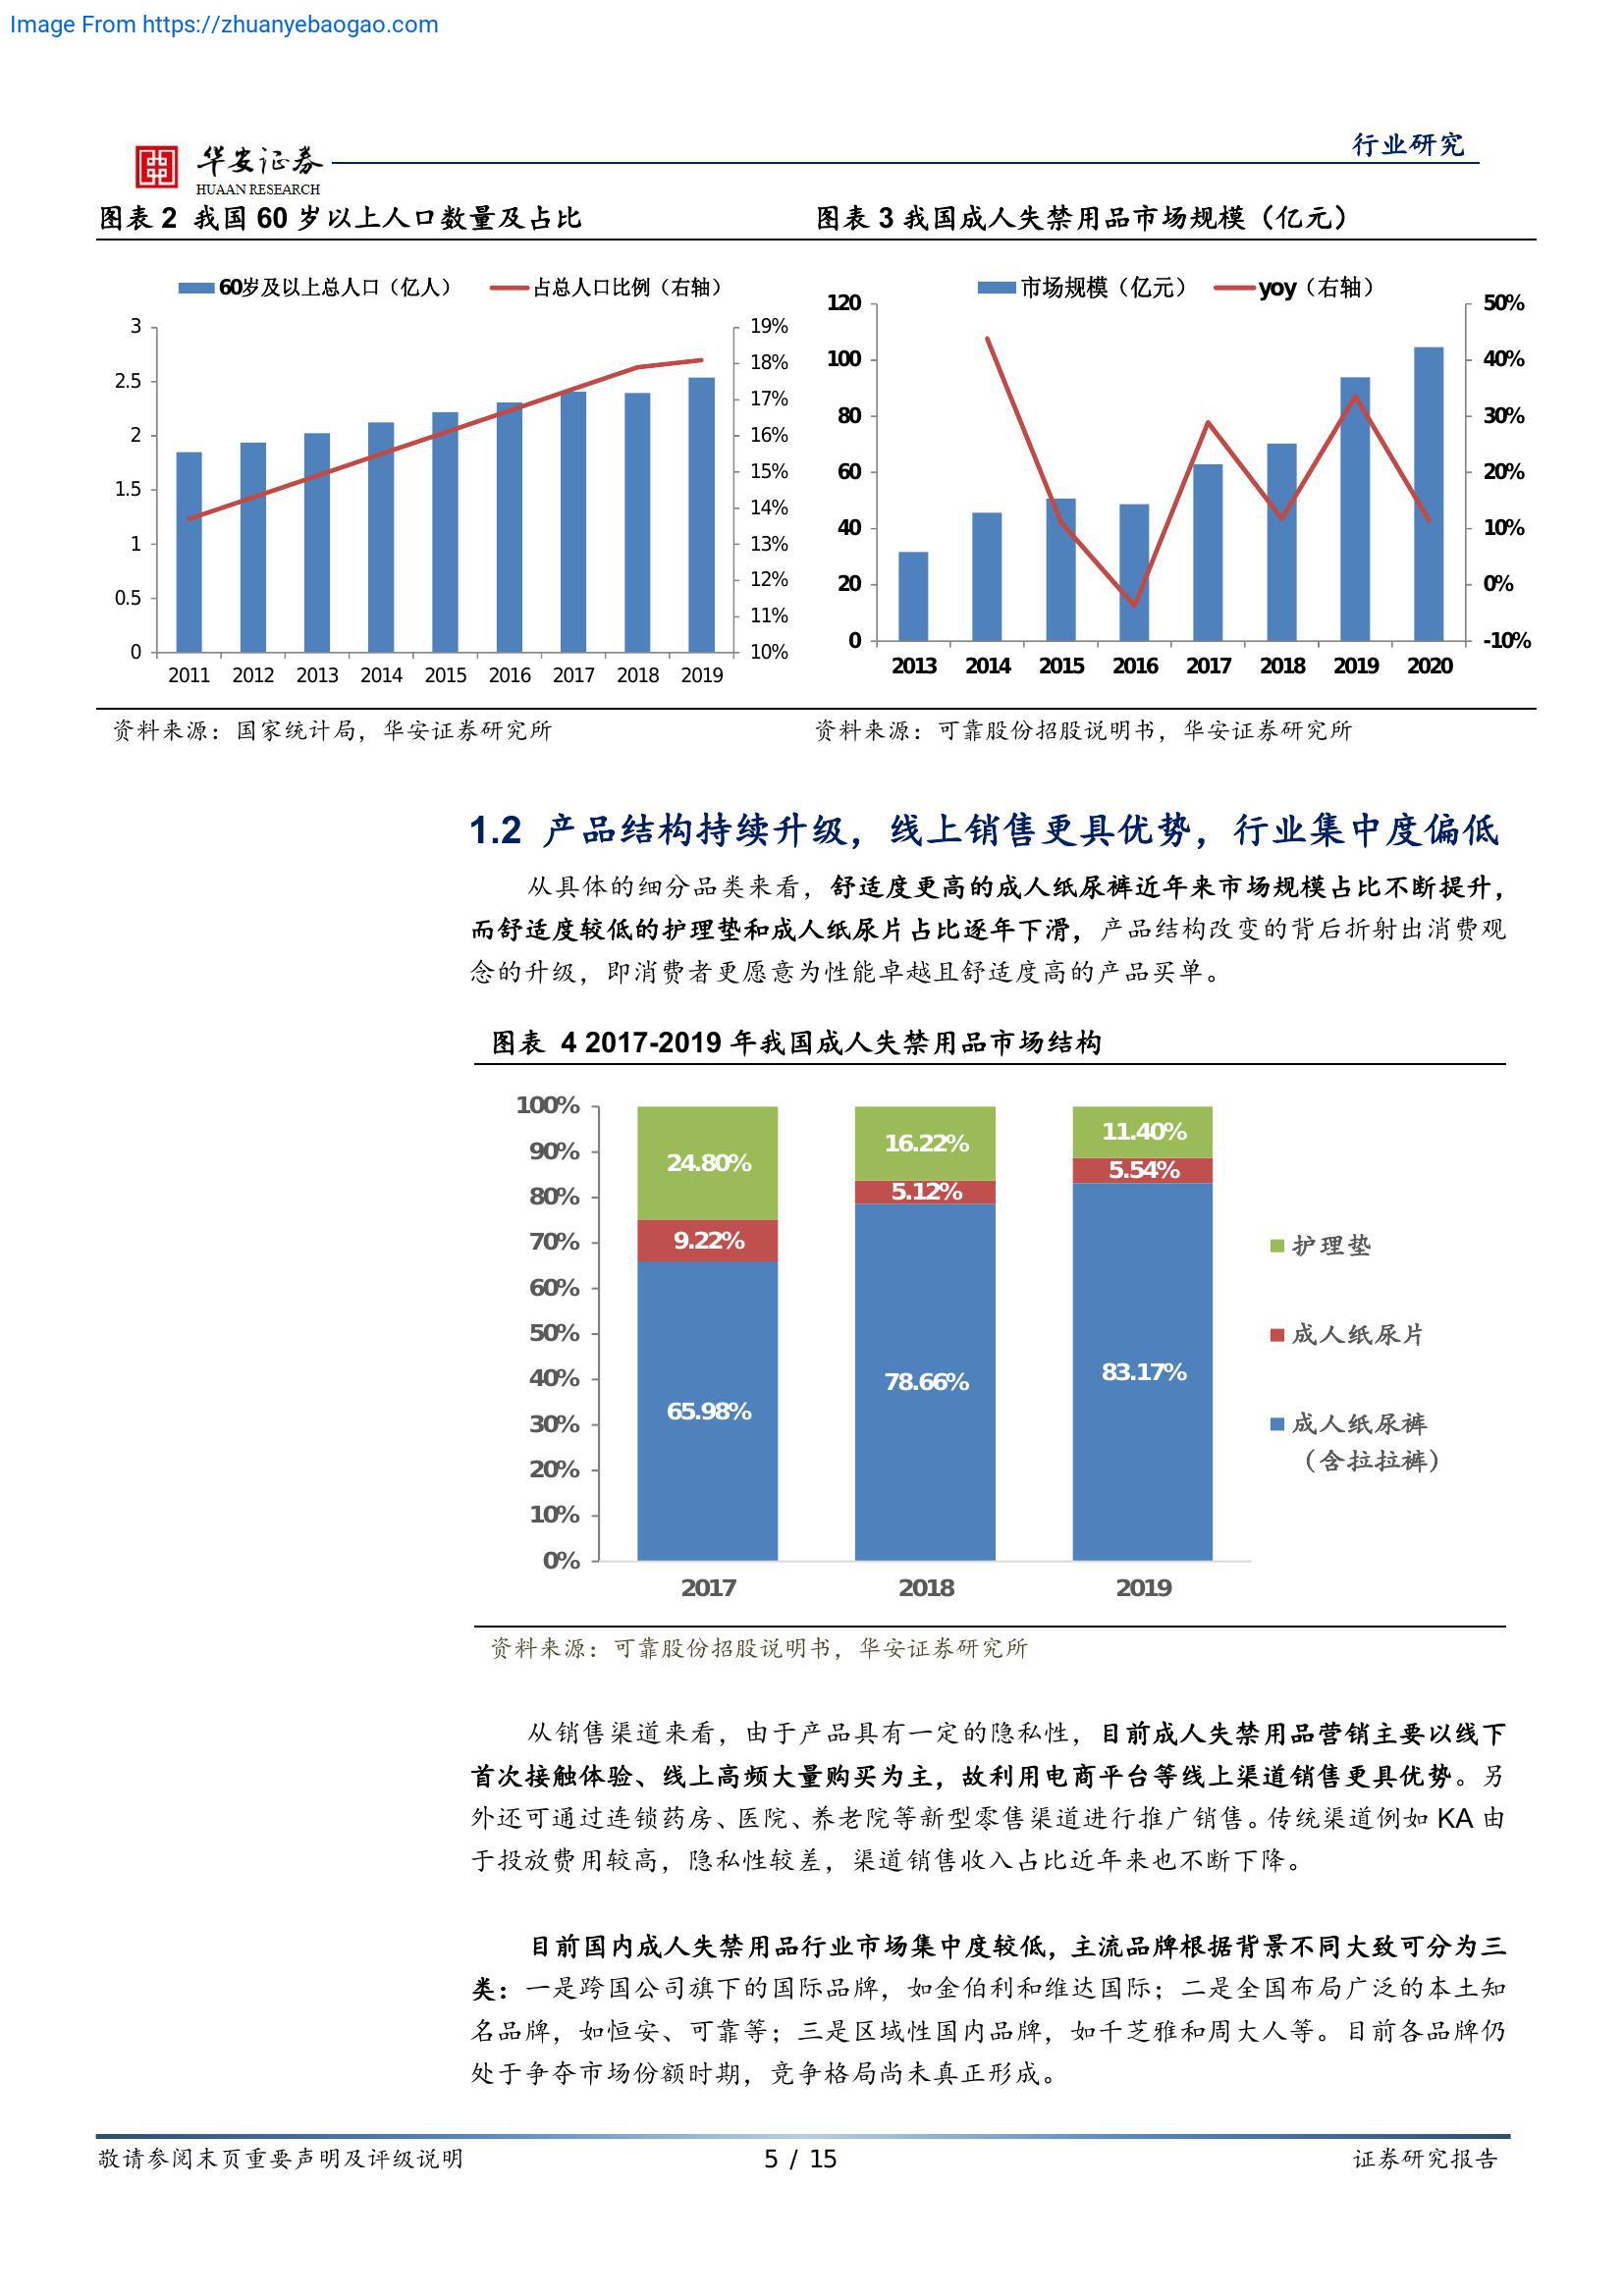 Image From https://zhuanyebaogao.com
华安证券
HUAAN RESEARCH
行业研究
图表 2 我国 60 岁以上人口数量及占比
60岁及以上总人口（亿人） 占总人口比例（右轴）
3
2.5
2
1.5
1
0.5
0
19%
18%
17%
16%
15%
14%
13%
12%
11%
10%
2011 2012 2013 2014 2015 2016 2017 2018 2019
资料来源：国家统计局，华安证券研究所
图表 3 我国成人失禁用品市场规模（亿元）
市场规模（亿元） yoy（右轴）
120
100
80
60
40
20
0
50%
40%
30%
20%
10%
0%
-10%
2013 2014 2015 2016 2017 2018 2019 2020
资料来源：可靠股份招股说明书，华安证券研究所
1.2 产品结构持续升级，线上销售更具优势，行业集中度偏低
从具体的细分品类来看，舒适度更高的成人纸尿裤近年来市场规模占比不断提升，
而舒适度较低的护理垫和成人纸尿片占比逐年下滑，产品结构改变的背后折射出消费观
念的升级，即消费者更愿意为性能卓越且舒适度高的产品买单。
图表 4 2017-2019 年我国成人失禁用品市场结构
100%
90%
80%
70%
60%
50%
40%
30%
20%
10%
0%
24.80%
9.22%
65.98%
16.22%
5.12%
78.66%
11.40%
5.54%
83.17%
2017 2018 2019
护理垫
成人纸尿片
成人纸尿裤
（含拉拉裤）
资料来源：可靠股份招股说明书，华安证券研究所
从销售渠道来看，由于产品具有一定的隐私性，目前成人失禁用品营销主要以线下
首次接触体验、线上高频大量购买为主，故利用电商平台等线上渠道销售更具优势。另
外还可通过连锁药房、医院、养老院等新型零售渠道进行推广销售。传统渠道例如 KA 由
于投放费用较高，隐私性较差，渠道销售收入占比近年来也不断下降。
目前国内成人失禁用品行业市场集中度较低，主流品牌根据背景不同大致可分为三
类：一是跨国公司旗下的国际品牌，如金伯利和维达国际；二是全国布局广泛的本土知
名品牌，如恒安、可靠等；三是区域性国内品牌，如千芝雅和周大人等。目前各品牌仍
处于争夺市场份额时期，竞争格局尚未真正形成。
敬请参阅末页重要声明及评级说明 5 / 15 证券研究报告